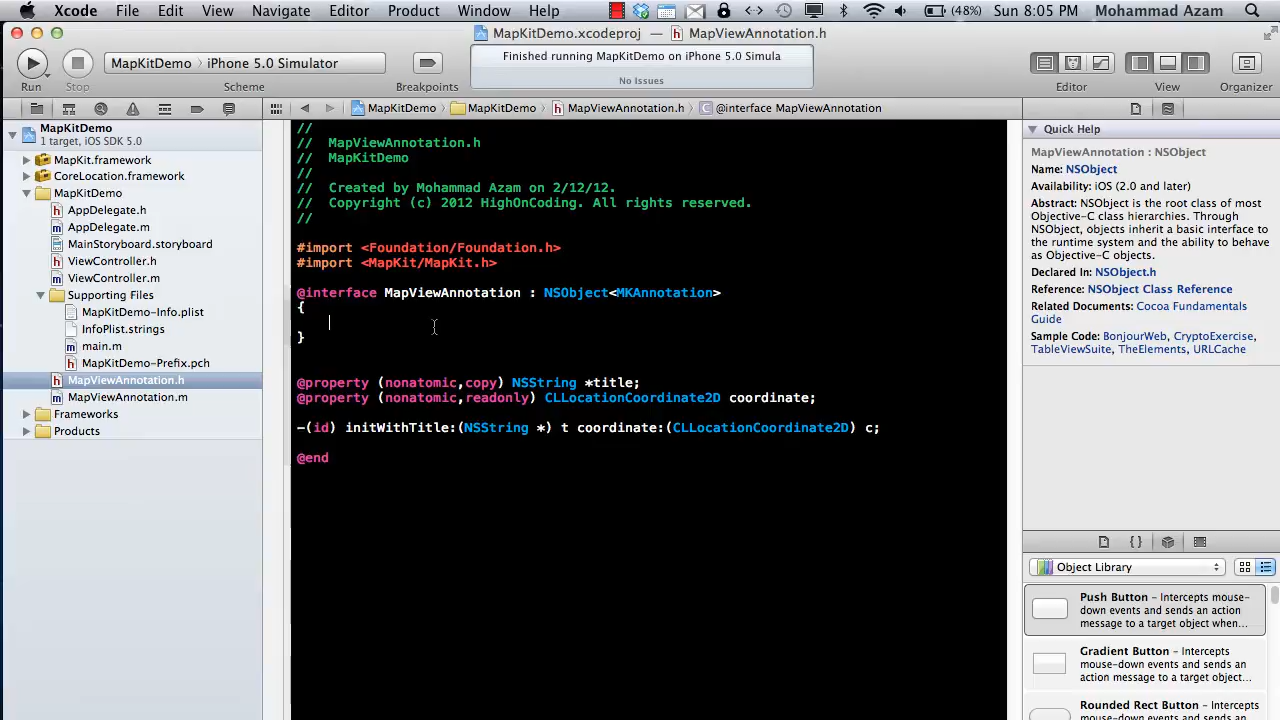 Xcode File Edit View Navigate Editor Product Window Help (48%) Sun 8:05 PM Mohammad Azam
MapKitDemo.xcodeproj — MapViewAnnotation.h
MapKitDemo iPhone 5.0 Simulator
Finished running MapKitDemo on iPhone 5.0 Simula
No Issues
Run Stop Scheme Breakpoints Editor View Organizer
MapKitDemo
1 target, iOS SDK 5.0
MapKit.framework
CoreLocation.framework
MapKitDemo
AppDelegate.h
AppDelegate.m
MainStoryboard.storyboard
ViewController.h
ViewController.m
Supporting Files
MapKitDemo-Info.plist
InfoPlist.strings
main.m
MapKitDemo-Prefix.pch
MapViewAnnotation.h
MapViewAnnotation.m
Frameworks
Products
MapKitDemo MapKitDemo MapViewAnnotation.h @interface MapViewAnnotation
//
// MapViewAnnotation.h
// MapKitDemo
//
// Created by Mohammad Azam on 2/12/12.
// Copyright (c) 2012 HighOnCoding. All rights reserved.
//
#import <Foundation/Foundation.h>
#import <MapKit/MapKit.h>
@interface MapViewAnnotation : NSObject<MKAnnotation>
{
}
@property (nonatomic,copy) NSString *title;
@property (nonatomic,readonly) CLLocationCoordinate2D coordinate;
-(id) initWithTitle:(NSString *) t coordinate:(CLLocationCoordinate2D) c;
@end
Quick Help
MapViewAnnotation : NSObject
Name: NSObject
Availability: iOS (2.0 and later)
Abstract: NSObject is the root class of most
Objective-C class hierarchies. Through
NSObject, objects inherit a basic interface to
the runtime system and the ability to behave
as Objective-C objects.
Declared In: NSObject.h
Reference: NSObject Class Reference
Related Documents: Cocoa Fundamentals
Guide
Sample Code: BonjourWeb, CryptoExercise,
TableViewSuite, TheElements, URLCache
Object Library
Push Button – Intercepts mouse-
down events and sends an action
message to a target object when...
Gradient Button – Intercepts
mouse-down events and sends an
action message to a target object...
Rounded Rect Button – Intercepts
mouse-down events and sends an